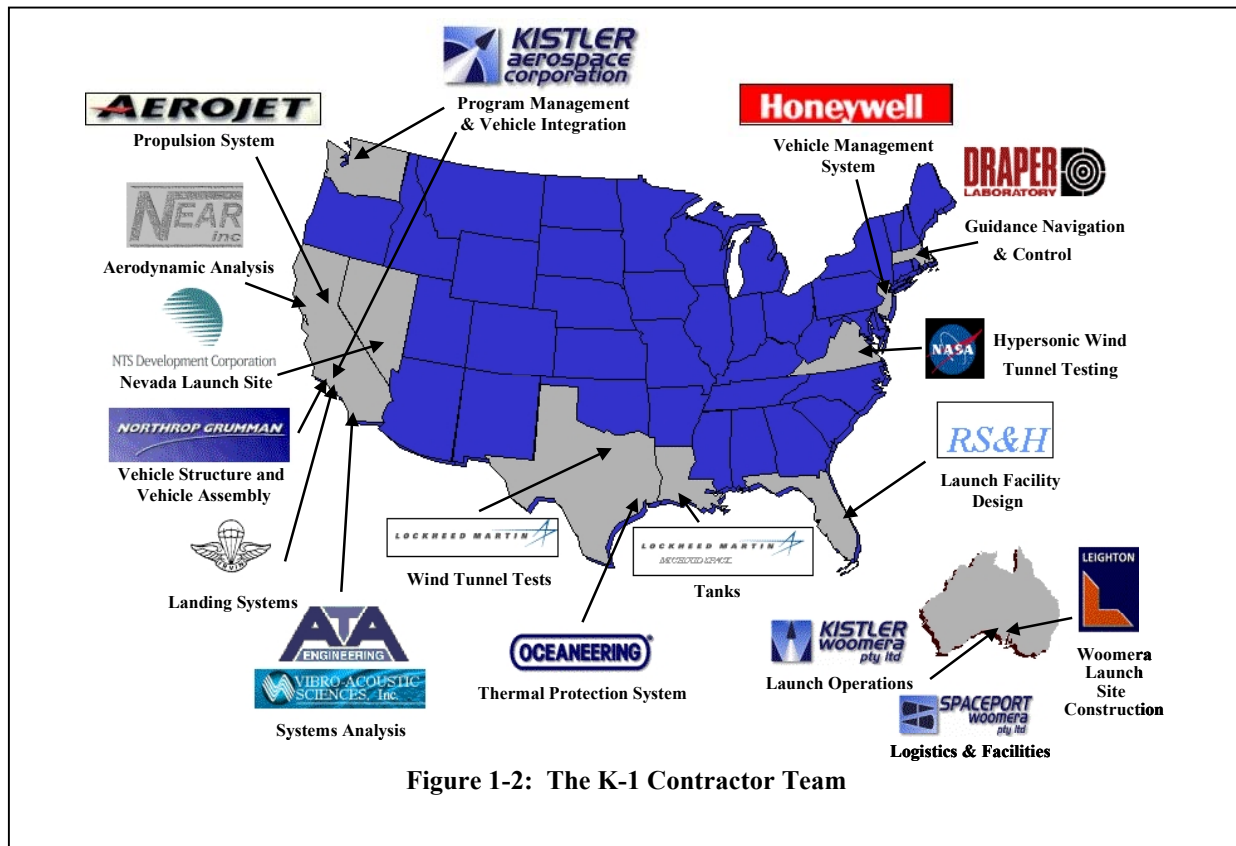 KISTLER
aerospace
corporation
Program Management
& Vehicle Integration
AEROJET
Propulsion System
Honeywell
Vehicle Management
System
DRAPER
LABORATORY
Guidance Navigation
& Control
NEAR
inc
Aerodynamic Analysis
NTS Development Corporation
Nevada Launch Site
NASA
Hypersonic Wind
Tunnel Testing
NORTHROP GRUMMAN
Vehicle Structure and
Vehicle Assembly
RS&H
Launch Facility
Design
IRVIN
Landing Systems
LOCKHEED MARTIN
Wind Tunnel Tests
LOCKHEED MARTIN
Tanks
ATA
ENGINEERING
VIBRO-ACOUSTIC
SCIENCES, Inc.
Systems Analysis
OCEANEERING®
Thermal Protection System
KISTLER
woomera
pty ltd
Launch Operations
SPACEPORT
woomera
pty ltd
Logistics & Facilities
LEIGHTON
Woomera
Launch
Site
Construction
Figure 1-2: The K-1 Contractor Team